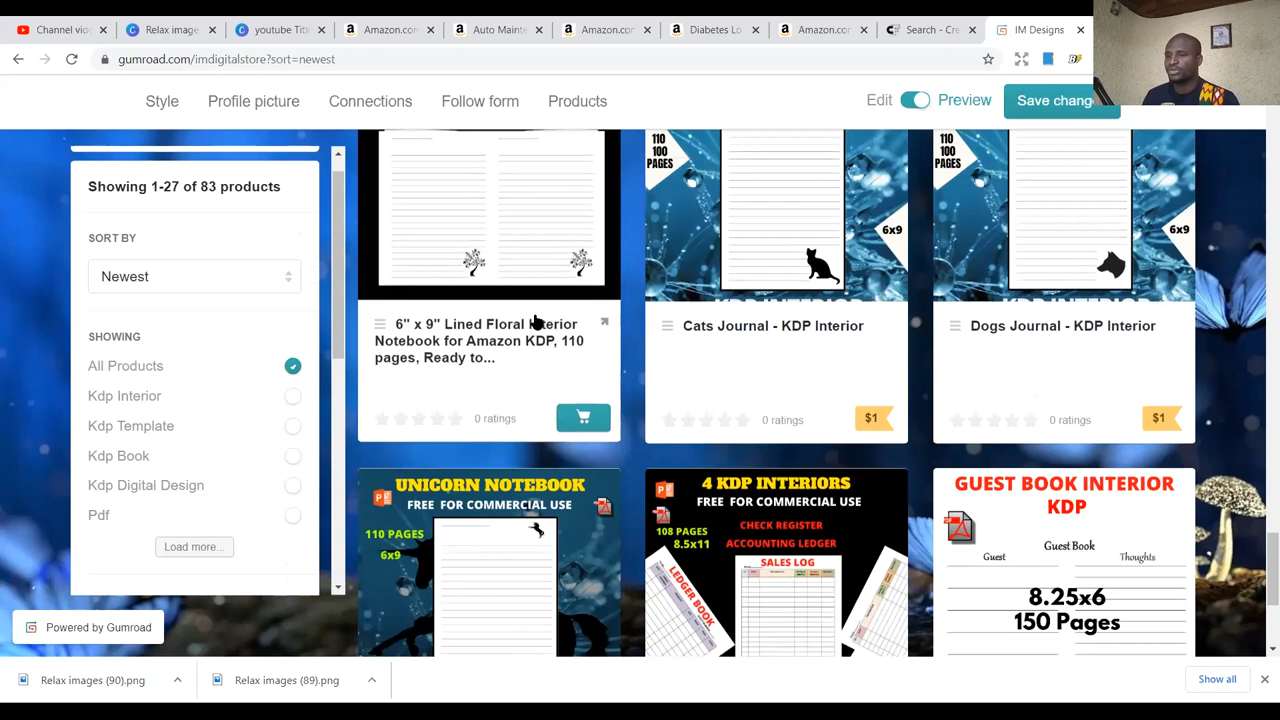 Channel vid
Relax image
youtube Titl
Amazon.com
Auto Mainte
Amazon.com
Diabetes Lo
Amazon.com
Search - Cre
IM Designs
gumroad.com/imdigitalstore?sort=newest
Style
Profile picture
Connections
Follow form
Products
Edit
Preview
Save chang
Showing 1-27 of 83 products
SORT BY
Newest
SHOWING
All Products
Kdp Interior
Kdp Template
Kdp Book
Kdp Digital Design
Pdf
Load more...
Powered by Gumroad
6" x 9" Lined Floral Interior
Notebook for Amazon KDP, 110
pages, Ready to...
0 ratings
110
100
PAGES
6x9
Cats Journal - KDP Interior
0 ratings
$1
110
100
PAGES
6x9
Dogs Journal - KDP Interior
0 ratings
$1
UNICORN NOTEBOOK
FREE FOR COMMERCIAL USE
110 PAGES
6x9
4 KDP INTERIORS
FREE FOR COMMERCIAL USE
108 PAGES
8.5x11
CHECK REGISTER
ACCOUNTING LEDGER
SALES LOG
LEDGER BOOK
GUEST BOOK INTERIOR
KDP
Guest Book
Guest
Thoughts
8.25x6
150 Pages
Relax images (90).png
Relax images (89).png
Show all